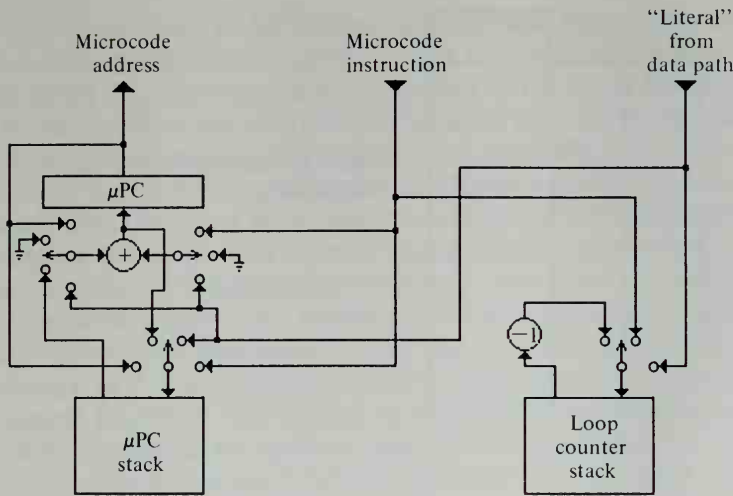 Microcode
address
Microcode
instruction
“Literal”
from
data path
μPC
+
−1
μPC
stack
Loop
counter
stack